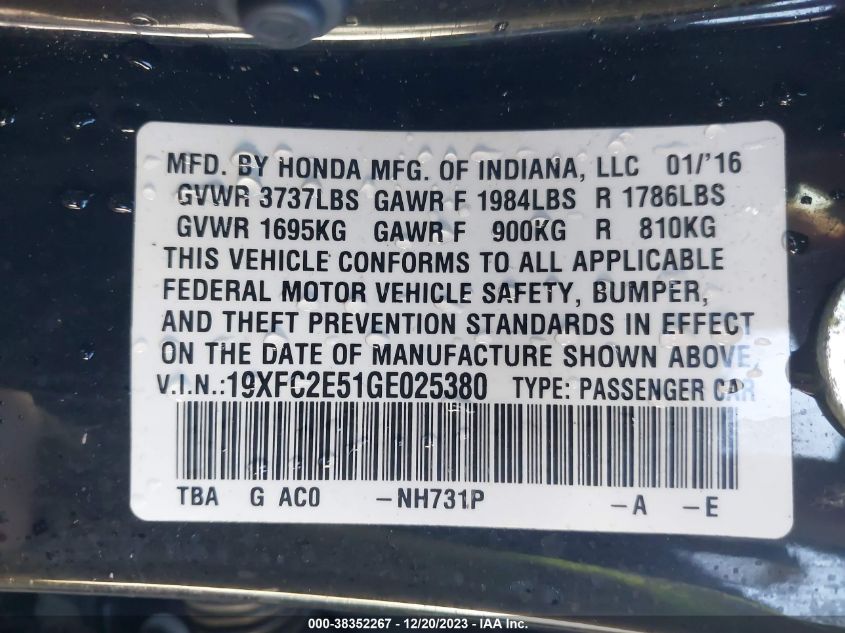 MFD. BY HONDA MFG. OF INDIANA, LLC 01/'16
GVWR 3737LBS GAWR F 1984LBS R 1786LBS
GVWR 1695KG GAWR F 900KG R 810KG
THIS VEHICLE CONFORMS TO ALL APPLICABLE
FEDERAL MOTOR VEHICLE SAFETY, BUMPER,
AND THEFT PREVENTION STANDARDS IN EFFECT
ON THE DATE OF MANUFACTURE SHOWN ABOVE.
V.I.N.:19XFC2E51GE025380 TYPE: PASSENGER CAR
TBA G AC0 -NH731P -A -E
000-38352267 - 12/20/2023 - IAA Inc.